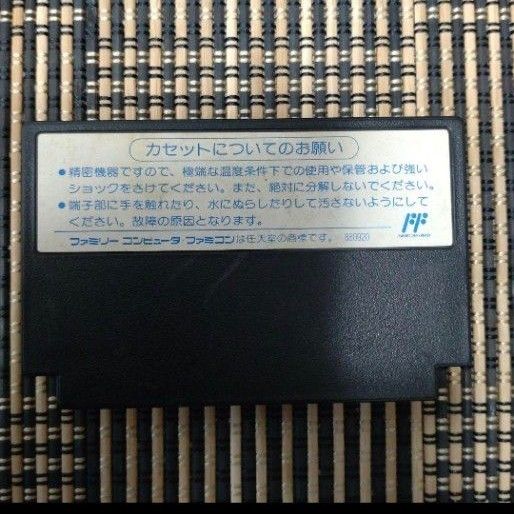 カセットについてのお願い
●精密機器ですので、極端な温度条件下での使用や保管および強い
ショックをさけてください。また、絶対に分解しないでください。
●端子部に手を触れたり、水にぬらしたりして汚さないようにして
ください。故障の原因となります。
ファミリーコンピュータ・ファミコンは任天堂の商標です。